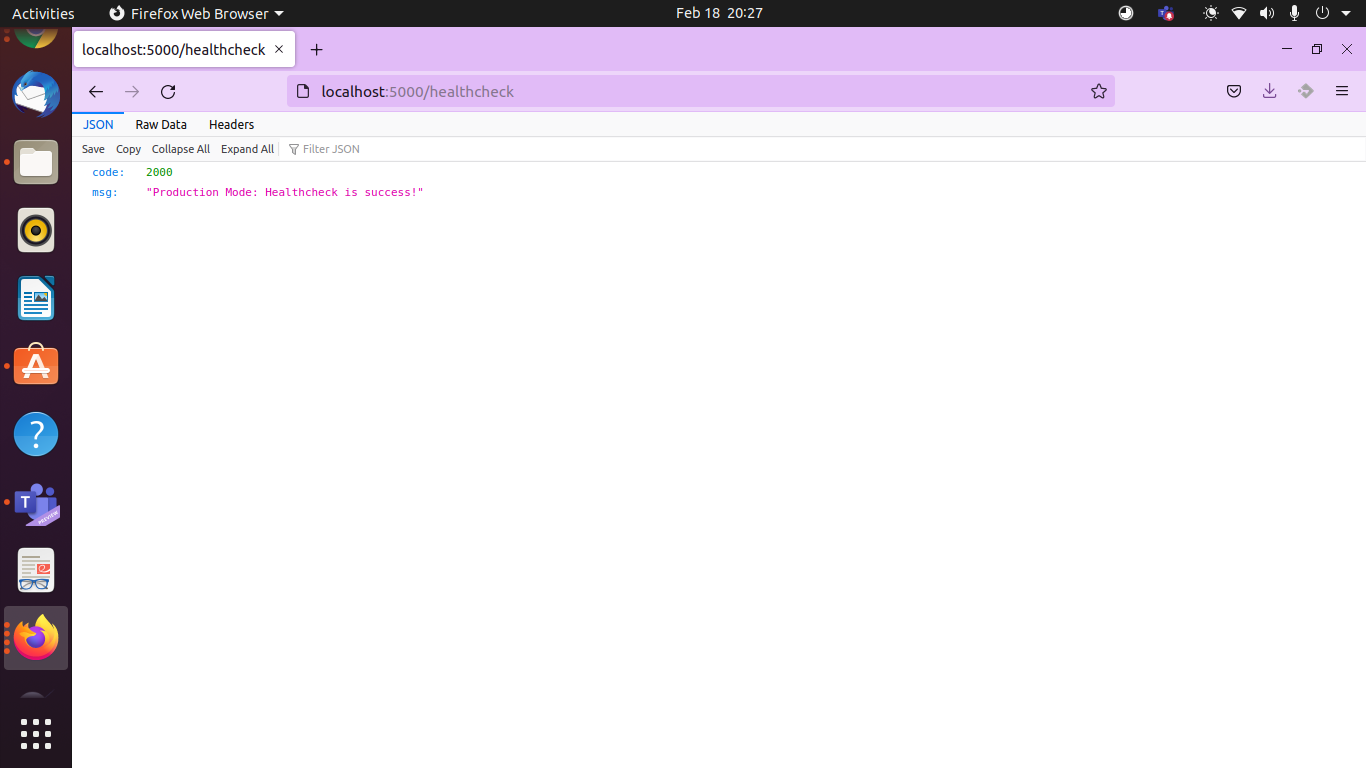 Activities Firefox Web Browser Feb 18 20:27
localhost:5000/healthcheck
localhost:5000/healthcheck
JSON Raw Data Headers
Save Copy Collapse All Expand All Filter JSON
code: 2000
msg: "Production Mode: Healthcheck is success!"
A
?
T
PREVIEW